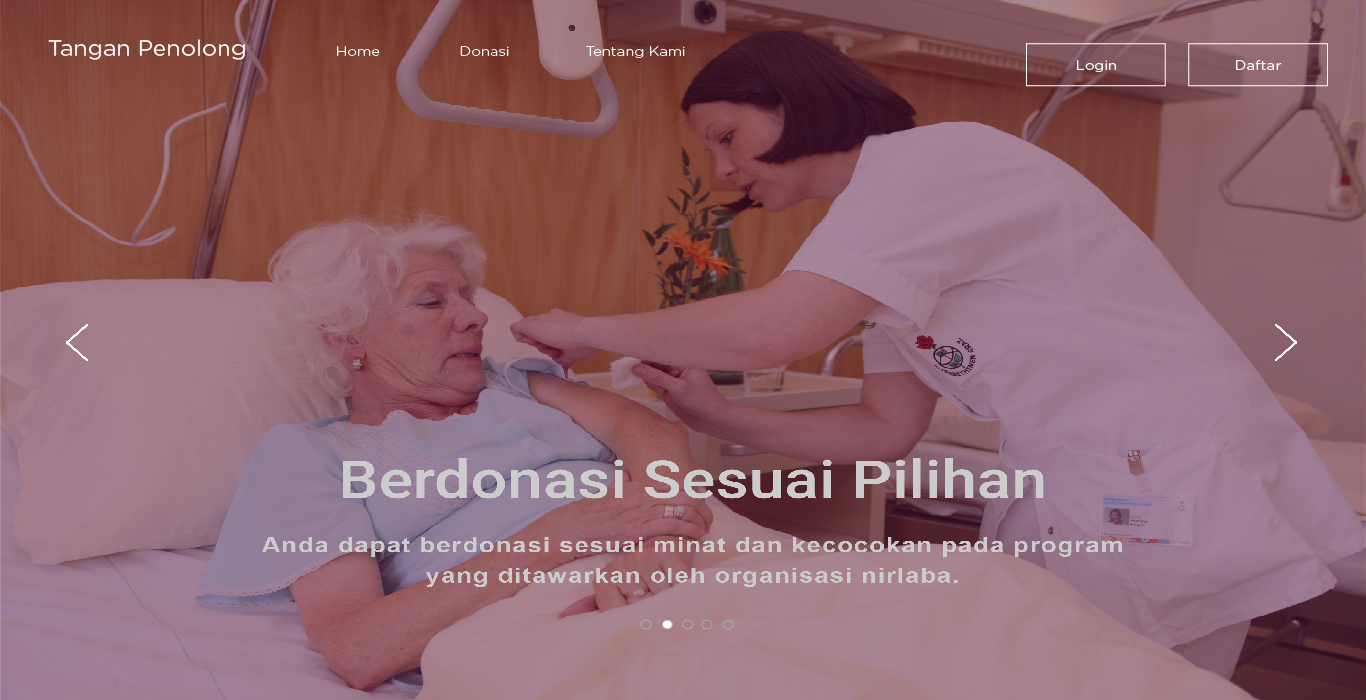 Tangan Penolong
Home
Donasi
Tentang Kami
Login
Daftar
Berdonasi Sesuai Pilihan
Anda dapat berdonasi sesuai minat dan kecocokan pada program
yang ditawarkan oleh organisasi nirlaba.